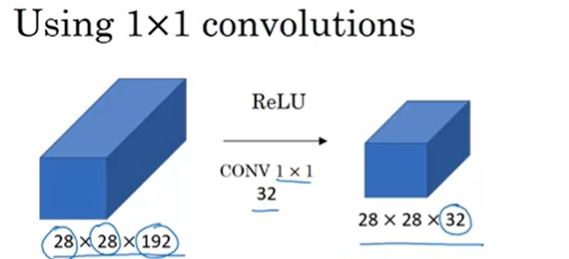 Using 1×1 convolutions
ReLU
CONV 1 × 1
32
28 × 28 × 192
28 × 28 × 32